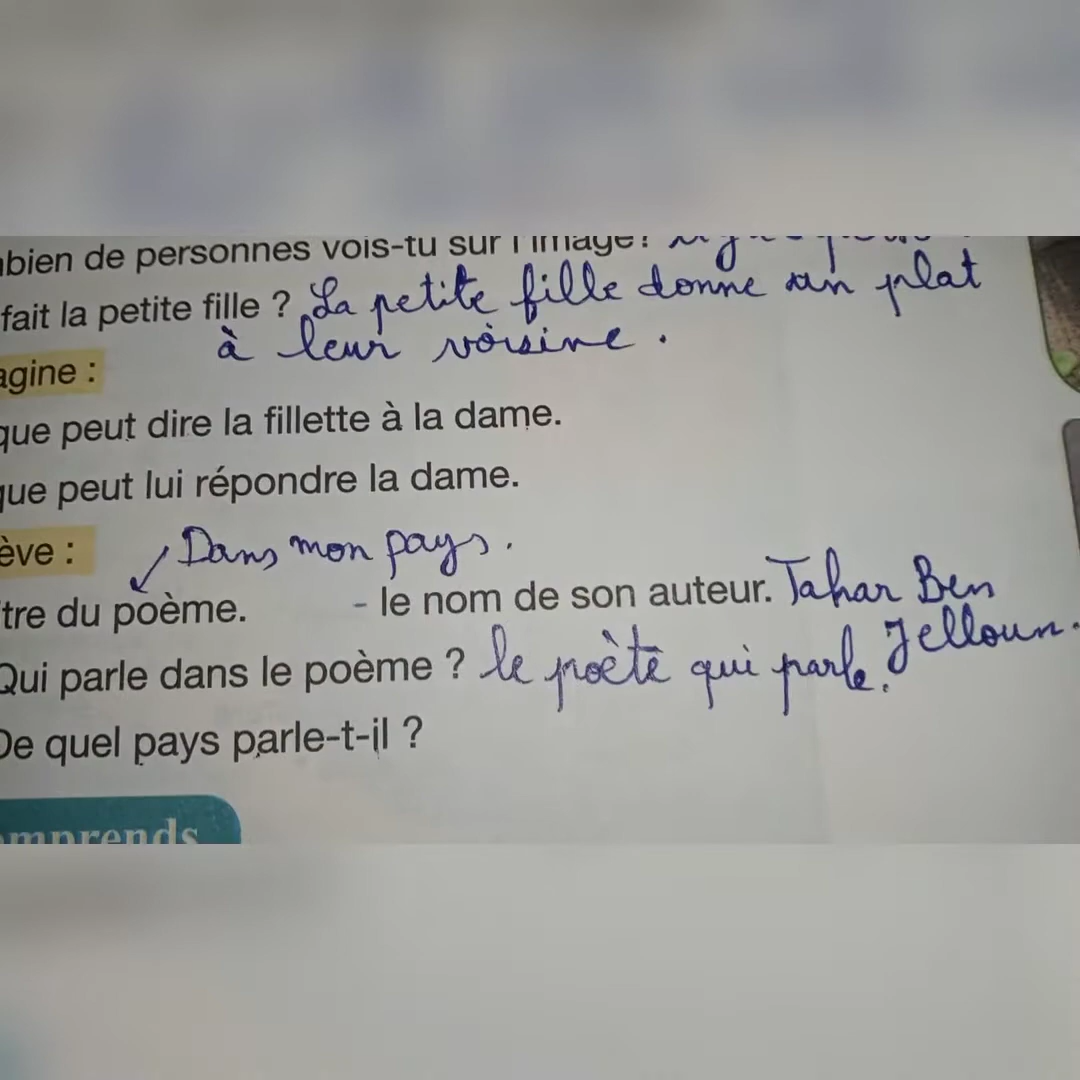 bien de personnes vois-tu sur l'image?
fait la petite fille ? La petite fille donne un plat
à leur voisine.
agine :
que peut dire la fillette à la dame.
que peut lui répondre la dame.
ève : Dans mon pays.
tre du poème. - le nom de son auteur. Tahar Ben
Jelloun.
Qui parle dans le poème ? le poète qui parle.
De quel pays parle-t-il ?
omprends